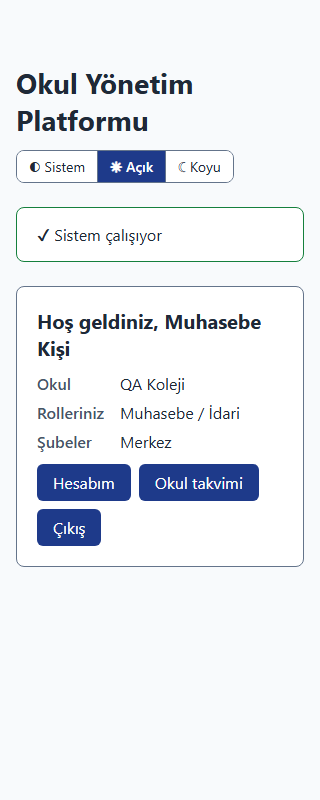 Okul Yönetim
Platformu
◐ Sistem ☀ Açık ☾ Koyu
✓ Sistem çalışıyor
Hoş geldiniz, Muhasebe
Kişi
Okul QA Koleji
Rolleriniz Muhasebe / İdari
Şubeler Merkez
Hesabım Okul takvimi
Çıkış